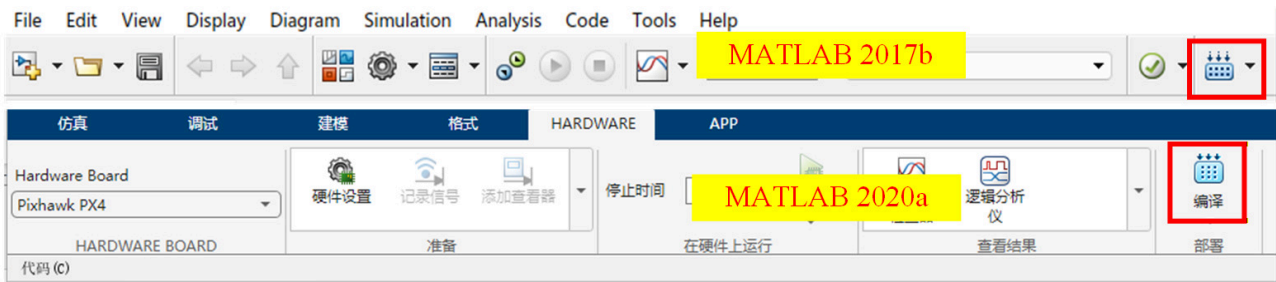 File Edit View Display Diagram Simulation Analysis Code Tools Help
MATLAB 2017b
仿真 调试 建模 格式 HARDWARE APP
Hardware Board
Pixhawk PX4
硬件设置 记录信号 添加查看器 停止时间
MATLAB 2020a
逻辑分析
仪
编译
HARDWARE BOARD 准备 在硬件上运行 查看结果 部署
代码 (C)